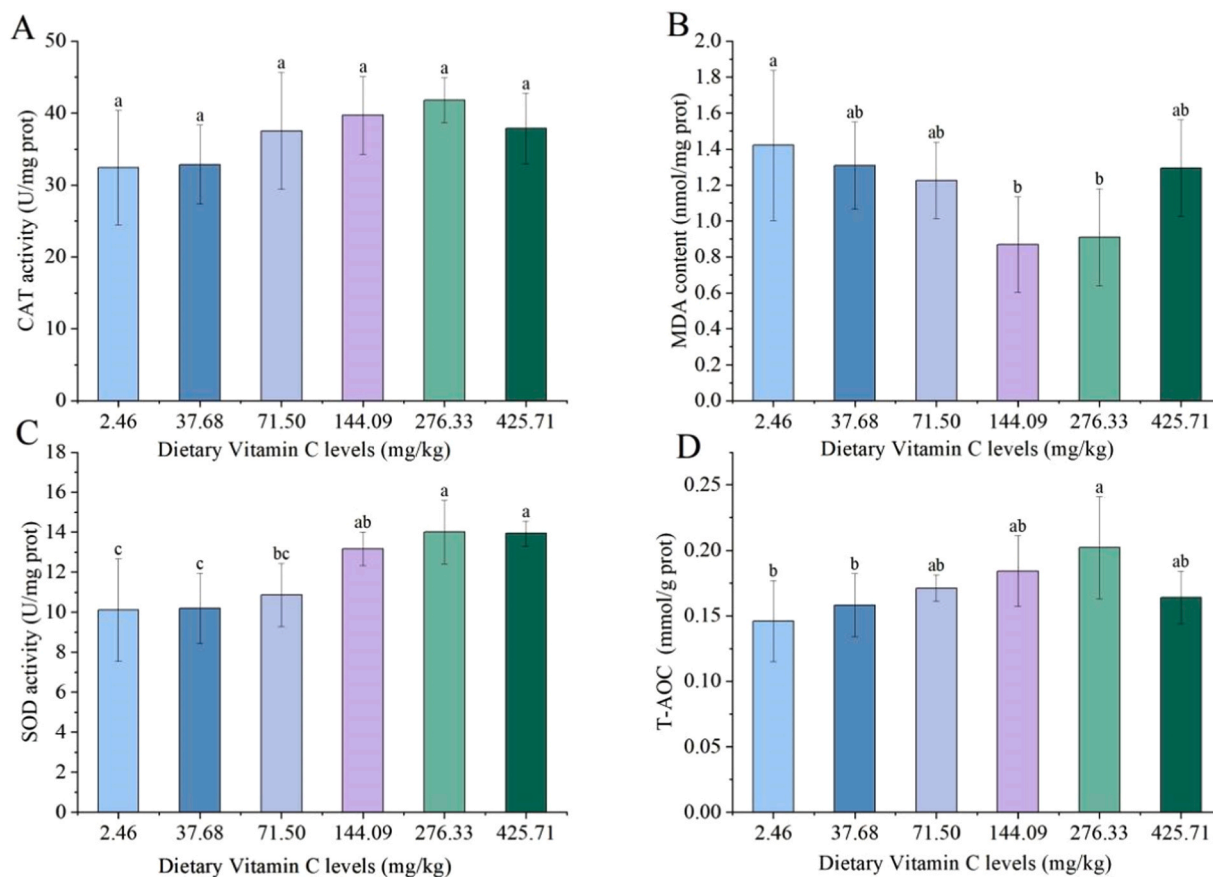 A
CAT activity (U/mg prot)
50
40
30
20
10
0
a a a a a a
2.46 37.68 71.50 144.09 276.33 425.71
Dietary Vitamin C levels (mg/kg)
B
MDA content (nmol/mg prot)
2.0
1.8
1.6
1.4
1.2
1.0
0.8
0.6
0.4
0.2
0.0
a ab ab b b ab
2.46 37.68 71.50 144.09 276.33 425.71
Dietary Vitamin C levels (mg/kg)
C
SOD activity (U/mg prot)
18
16
14
12
10
8
6
4
2
0
c c bc ab a a
2.46 37.68 71.50 144.09 276.33 425.71
Dietary Vitamin C levels (mg/kg)
D
T-AOC (mmol/g prot)
0.25
0.20
0.15
0.10
0.05
0.00
b b ab ab a ab
2.46 37.68 71.50 144.09 276.33 425.71
Dietary Vitamin C levels (mg/kg)